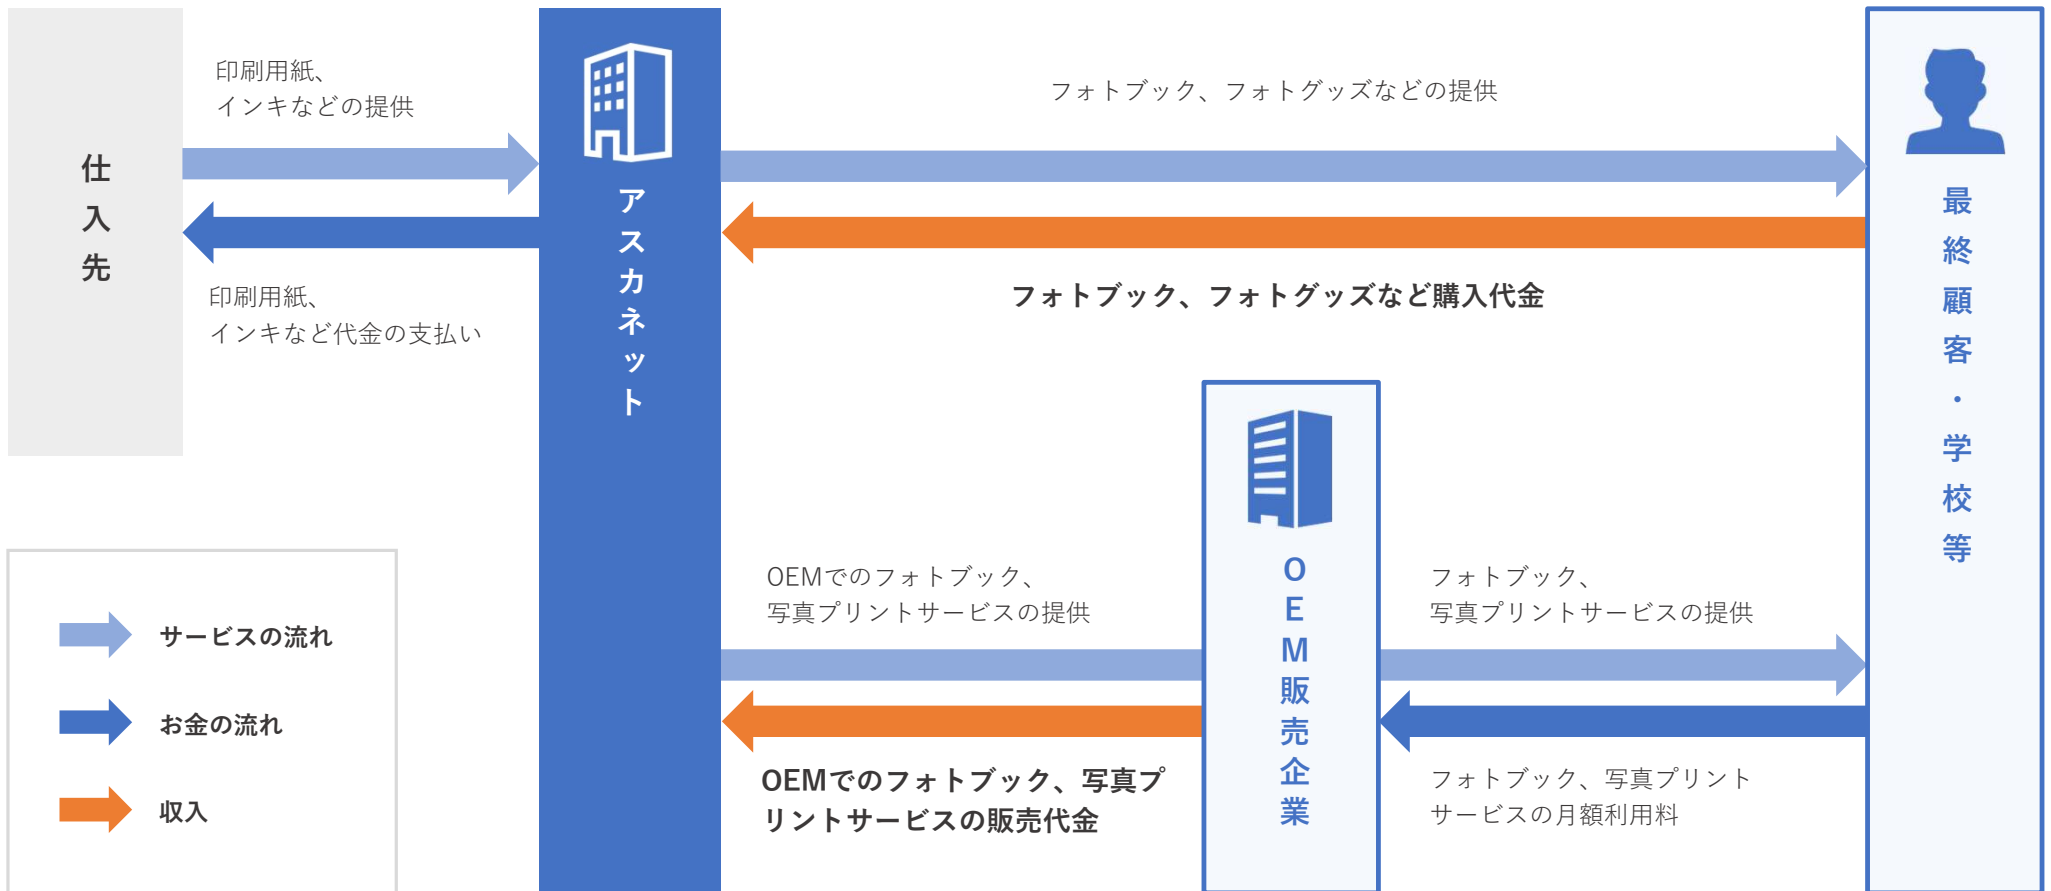 仕入先
印刷用紙、
インキなどの提供
印刷用紙、
インキなど代金の支払い
アスカネット
フォトブック、フォトグッズなどの提供
フォトブック、フォトグッズなど購入代金
最終顧客・学校等
OEMでのフォトブック、
写真プリントサービスの提供
OEMでのフォトブック、写真プ
リントサービスの販売代金
OEM販売企業
フォトブック、
写真プリントサービスの提供
フォトブック、写真プリント
サービスの月額利用料
サービスの流れ
お金の流れ
収入